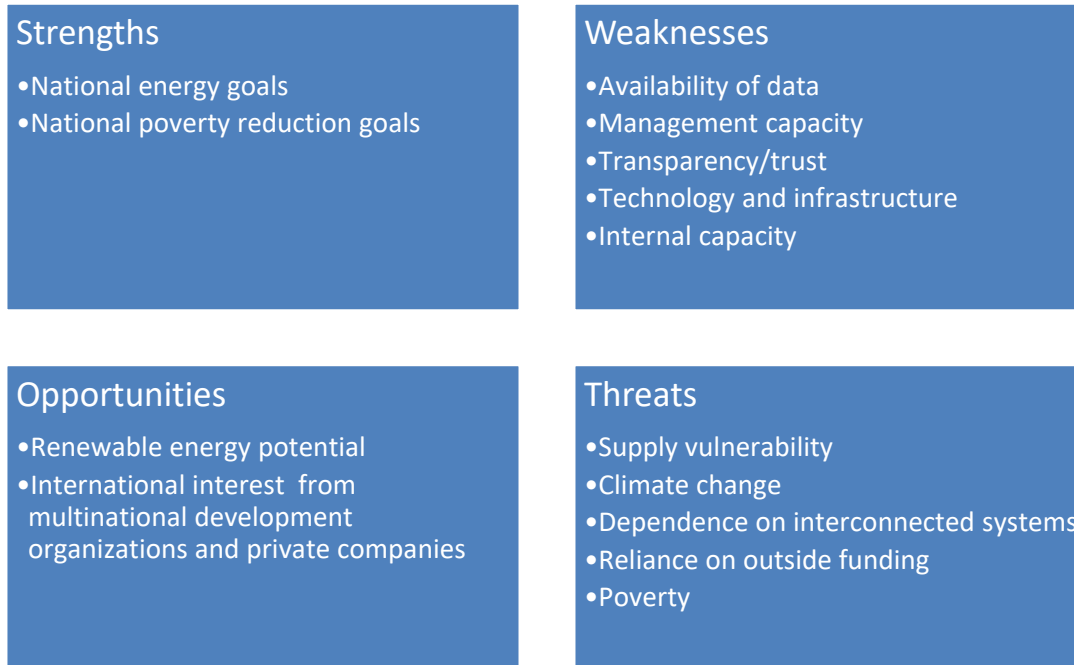 Strengths
•National energy goals
•National poverty reduction goals
Weaknesses
•Availability of data
•Management capacity
•Transparency/trust
•Technology and infrastructure
•Internal capacity
Opportunities
•Renewable energy potential
•International interest  from
multinational development
organizations and private companies
Threats
•Supply vulnerability
•Climate change
•Dependence on interconnected systems
•Reliance on outside funding
•Poverty